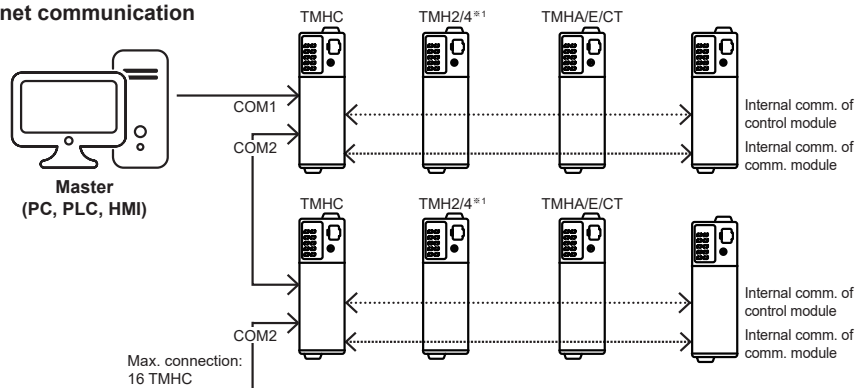 net communication
TMHC
TMH2/4※1
TMHA/E/CT
COM1
Internal comm. of
control module
COM2
Internal comm. of
comm. module
Master
(PC, PLC, HMI)
TMHC
TMH2/4※1
TMHA/E/CT
Internal comm. of
control module
COM2
Internal comm. of
comm. module
Max. connection:
16 TMHC